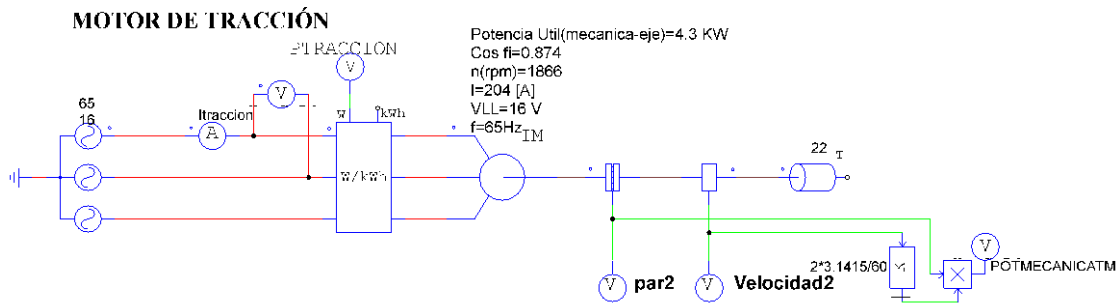 MOTOR DE TRACCIÓN
PTRACCION
Potencia Util(mecanica-eje)=4.3 KW
Cos fi=0.874
n(rpm)=1866
I=204 [A]
VLL=16 V
f=65Hz
IM
V
V
W
kWh
65
16
Itraccion
A
W/kWh
22
T
V
par2
V
Velocidad2
2*3.1415/60
V
POTMECANICATM